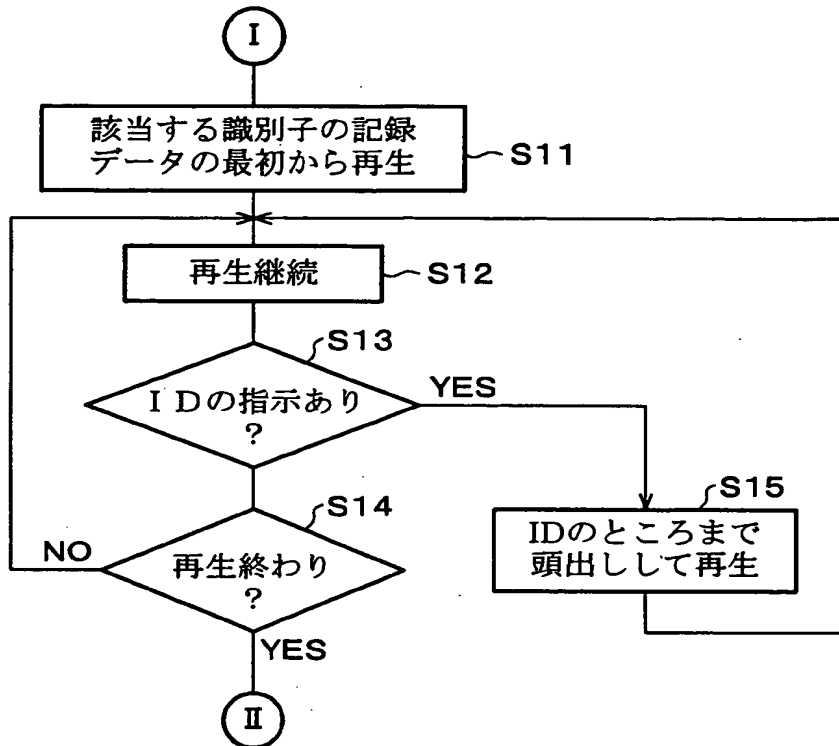 I
該当する識別子の記録
データの最初から再生
S11
再生継続
S12
S13
IDの指示あり
?
YES
S14
再生終わり
?
NO
YES
S15
IDのところまで
頭出しして再生
II